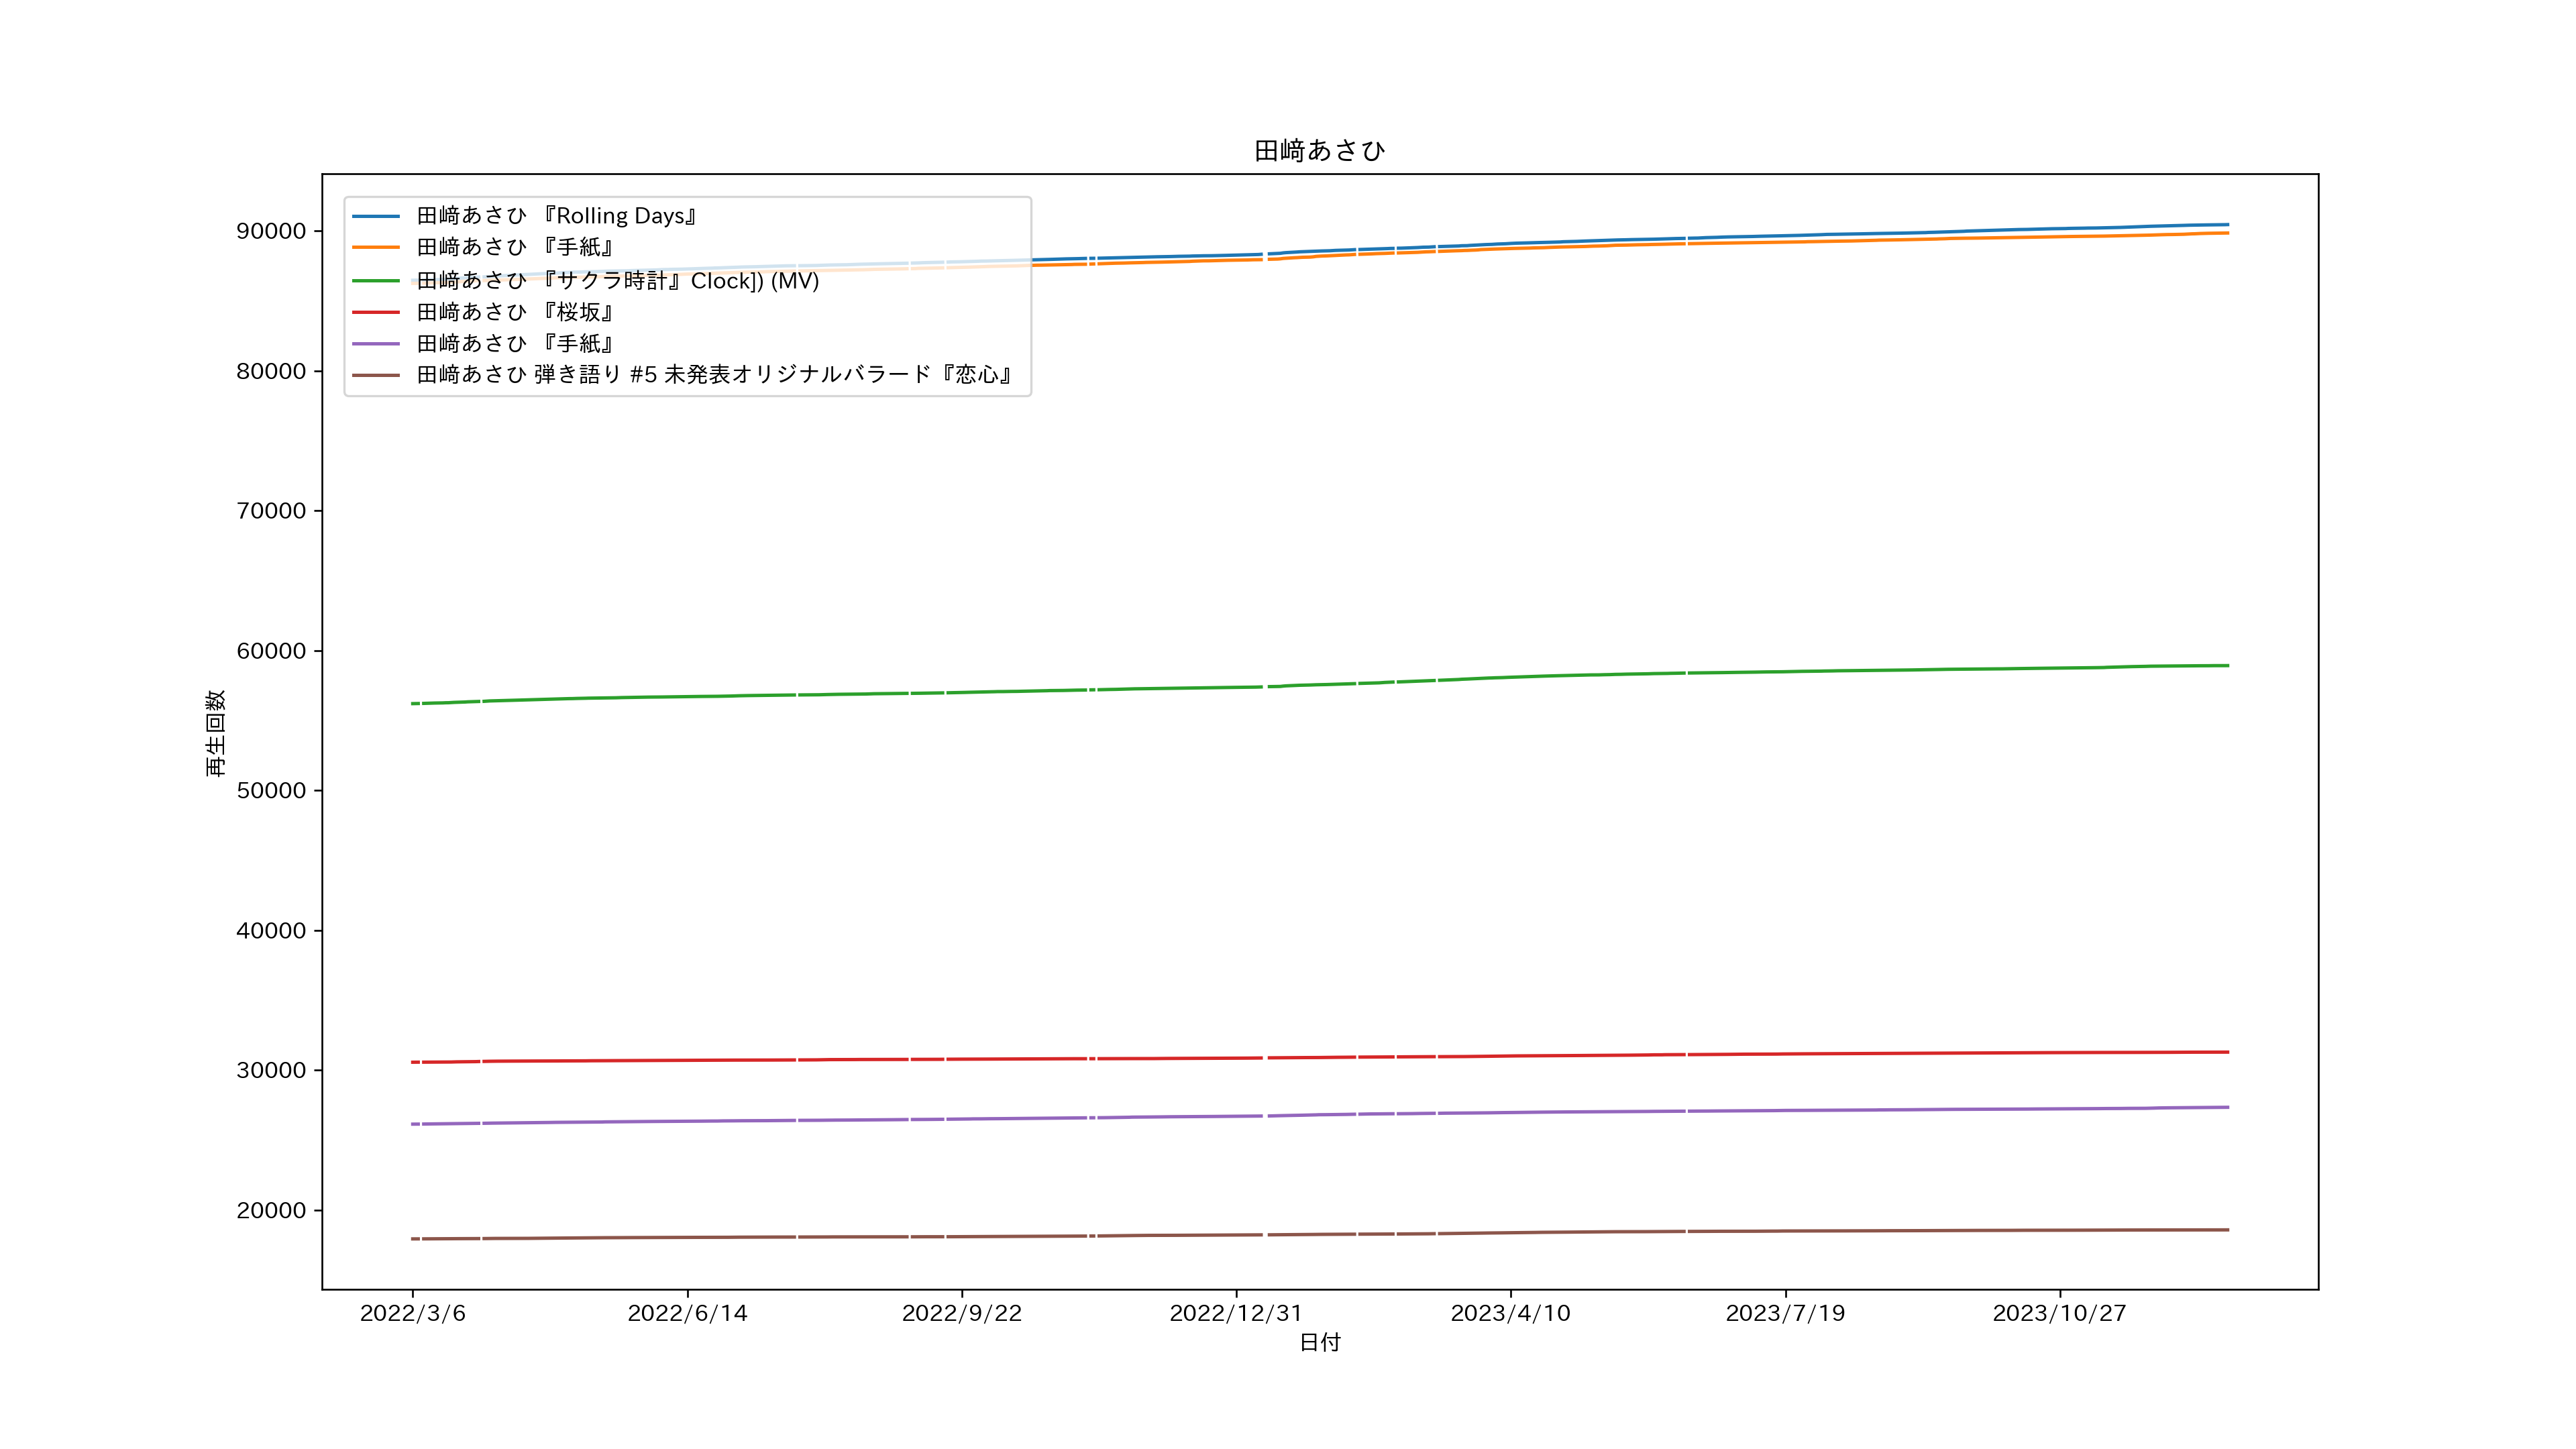 田﨑あさひ
田﨑あさひ 『Rolling Days』
田﨑あさひ 『手紙』
田﨑あさひ 『サクラ時計』Clock]) (MV)
田﨑あさひ 『桜坂』
田﨑あさひ 『手紙』
田﨑あさひ 弾き語り #5 未発表オリジナルバラード『恋心』
90000
80000
70000
60000
50000
40000
30000
20000
再生回数
2022/3/6
2022/6/14
2022/9/22
2022/12/31
2023/4/10
2023/7/19
2023/10/27
日付